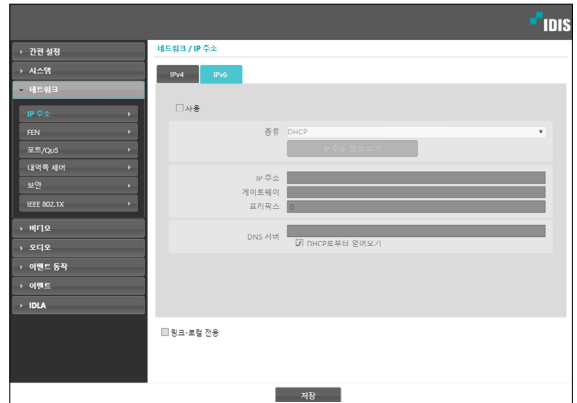 IDIS
간편 설정
시스템
네트워크
IP 주소
FEN
포트/QoS
대역폭 제어
보안
IEEE 802.1X
비디오
오디오
이벤트 동작
이벤트
IDLA
네트워크 / IP 주소
IPv4 IPv6
사용
종류 DHCP
IP 주소 정보 보기
IP 주소
게이트웨이
프리픽스 0
DNS 서버
DHCP로부터 얻어오기
링크-로컬 전용
저장